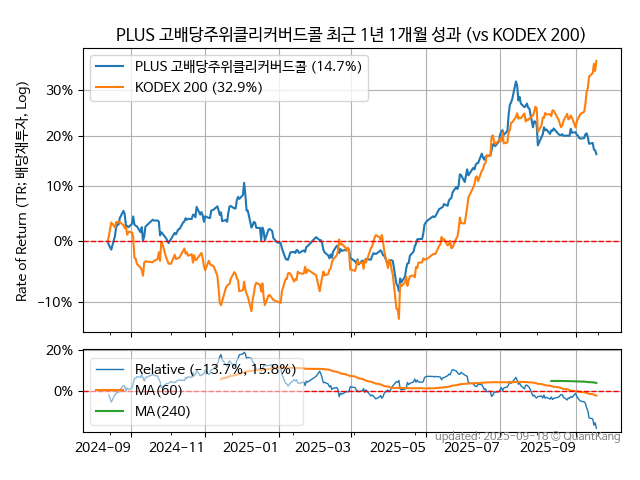 PLUS 고배당주위클리커버드콜 최근 1년 1개월 성과 (vs KODEX 200)
Rate of Return (TR: 배당재투자, Log)
PLUS 고배당주위클리커버드콜 (14.7%)
KODEX 200 (32.9%)
30%
20%
10%
0%
−10%
20%
0%
Relative (−13.7%, 15.8%)
MA(60)
MA(240)
2024-09 2024-11 2025-01 2025-03 2025-05 2025-07 2025-09
updated: 2025-09-18 © QuantKang